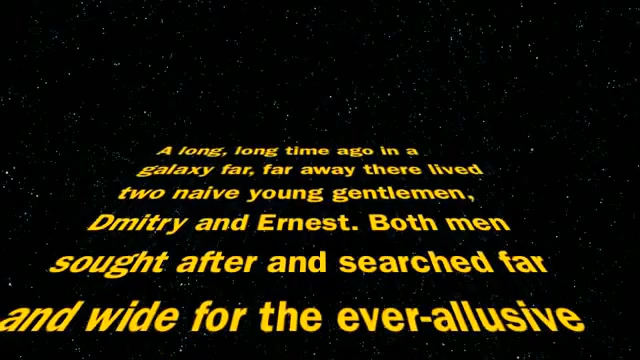 A long, long time ago in a
galaxy far, far away there lived
two naive young gentlemen,
Dmitry and Ernest. Both men
sought after and searched far
and wide for the ever-allusive